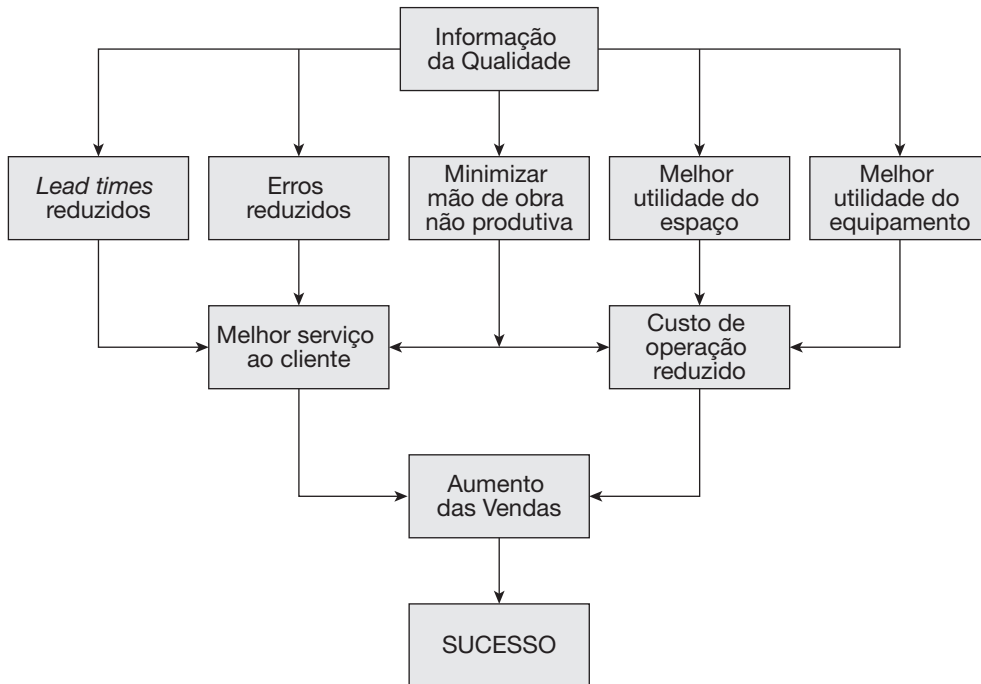 Informação
da Qualidade
Lead times
reduzidos
Erros
reduzidos
Minimizar
mão de obra
não produtiva
Melhor
utilidade do
espaço
Melhor
utilidade do
equipamento
Melhor serviço
ao cliente
Custo de
operação
reduzido
Aumento
das Vendas
SUCESSO